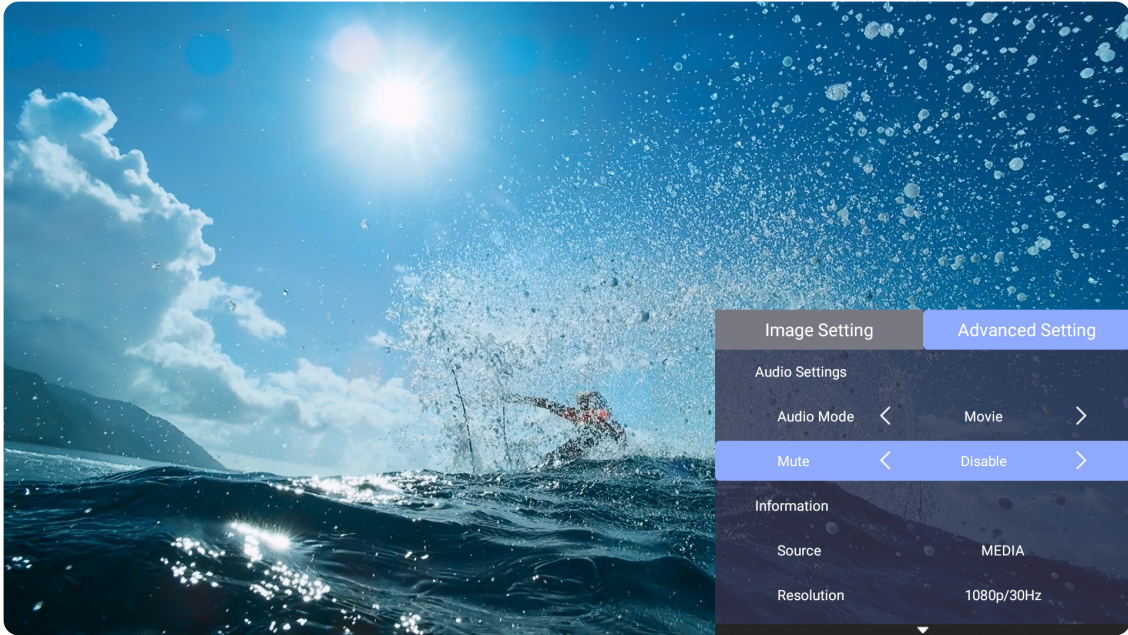 Image Setting Advanced Setting
Audio Settings
Audio Mode Movie
Mute Disable
Information
Source MEDIA
Resolution 1080p/30Hz